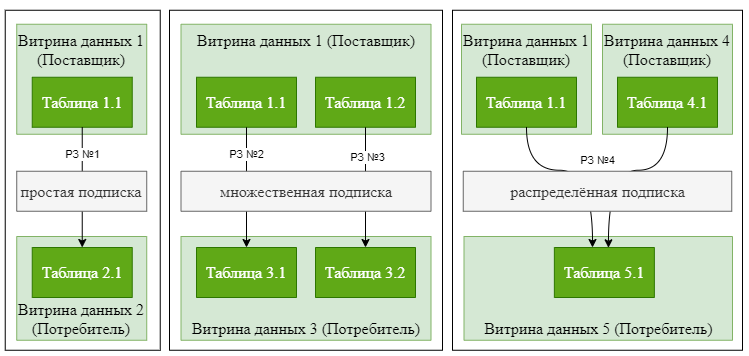 Витрина данных 1
(Поставщик)
Таблица 1.1
РЗ №1
простая подписка
Таблица 2.1
Витрина данных 2
(Потребитель)
Витрина данных 1 (Поставщик)
Таблица 1.1
Таблица 1.2
РЗ №2
РЗ №3
множественная подписка
Таблица 3.1
Таблица 3.2
Витрина данных 3 (Потребитель)
Витрина данных 1
(Поставщик)
Таблица 1.1
Витрина данных 4
(Поставщик)
Таблица 4.1
РЗ №4
распределённая подписка
Таблица 5.1
Витрина данных 5 (Потребитель)